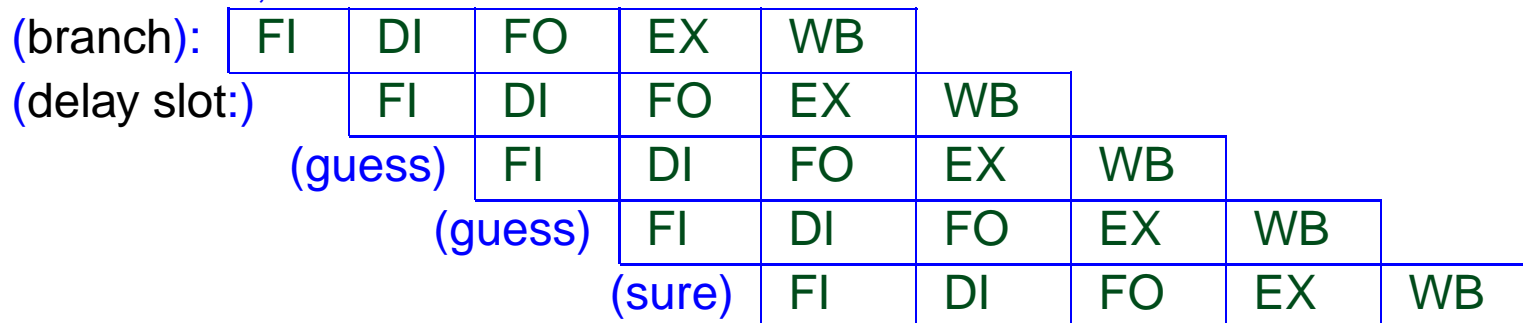 (branch): FI DI FO EX WB
(delay slot:) FI DI FO EX WB
(guess) FI DI FO EX WB
(guess) FI DI FO EX WB
(sure) FI DI FO EX WB